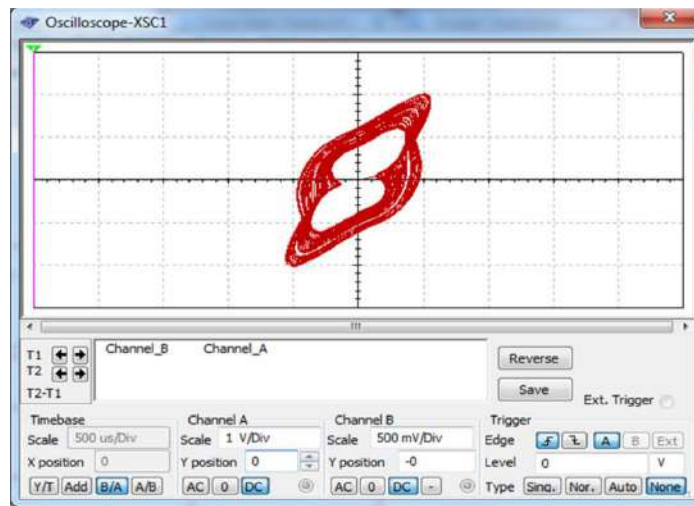 Oscilloscope-XSC1
Channel_B Channel_A
T1
T2
T2-T1
Reverse
Save
Ext. Trigger
Timebase
Scale 500 us/Div
X position 0
Y/T Add B/A A/B
Channel A
Scale 1 V/Div
Y position 0
AC 0 DC
Channel B
Scale 500 mV/Div
Y position -0
AC 0 DC -
Trigger
Edge A B Ext
Level 0 V
Type Sing. Nor. Auto None